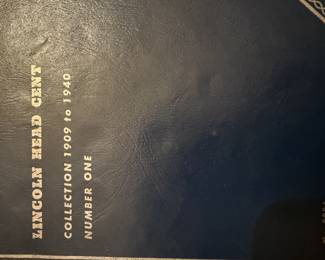 LINCOLN HEAD CENT
COLLECTION 1909 to 1940
NUMBER ONE